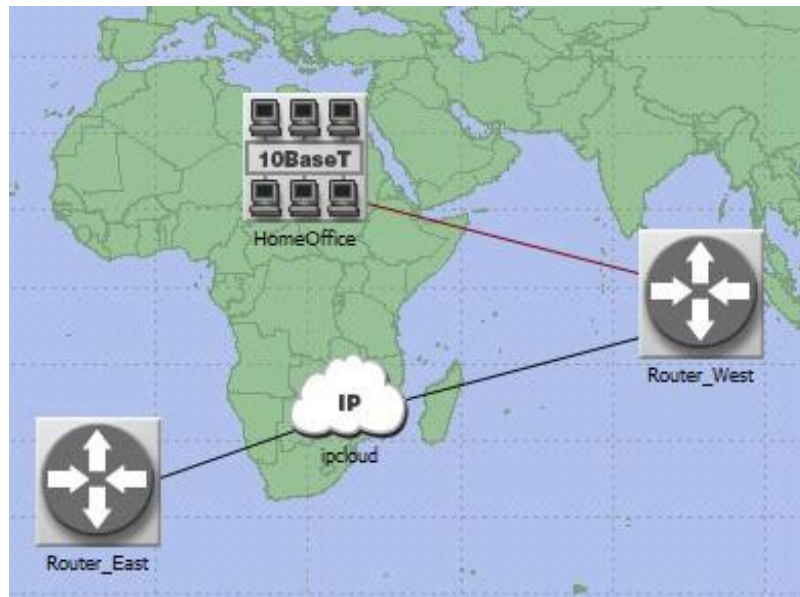 10BaseT
HomeOffice
Router_West
IP
ipcloud
Router_East